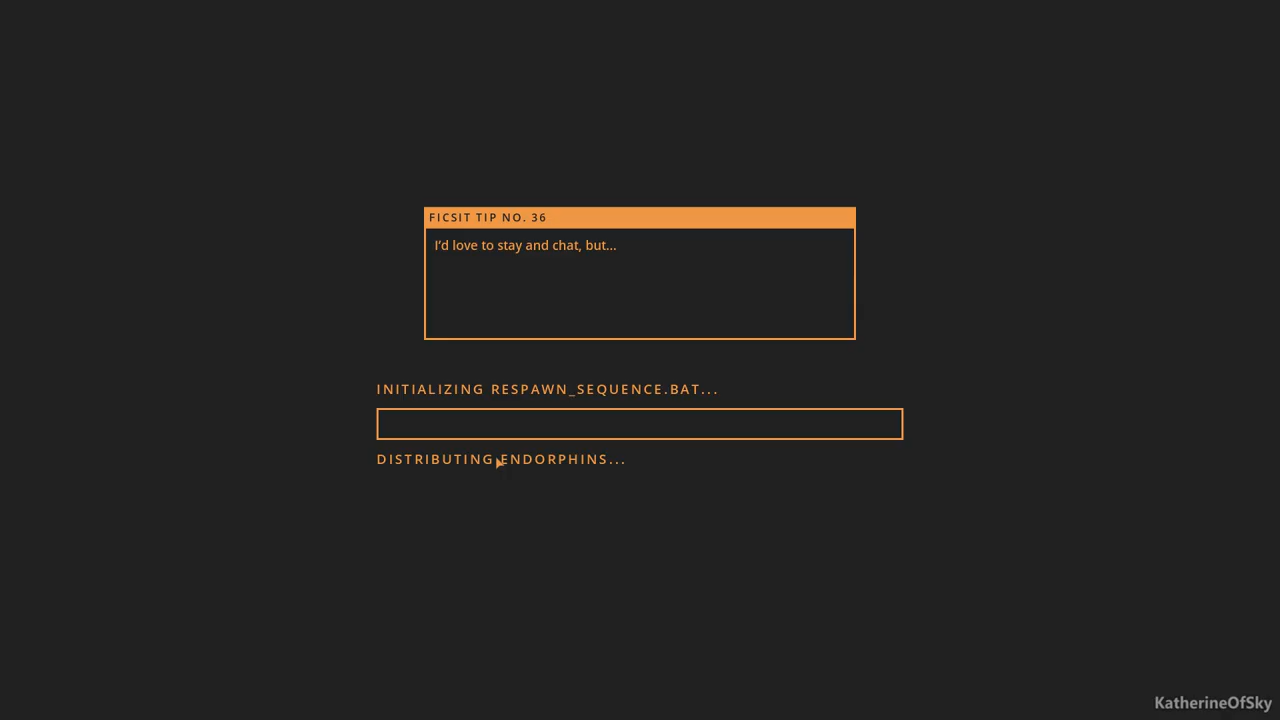 FICSIT TIP NO. 36
I'd love to stay and chat, but...
INITIALIZING RESPAWN_SEQUENCE.BAT...
DISTRIBUTING ENDORPHINS...
KatherineOfSky